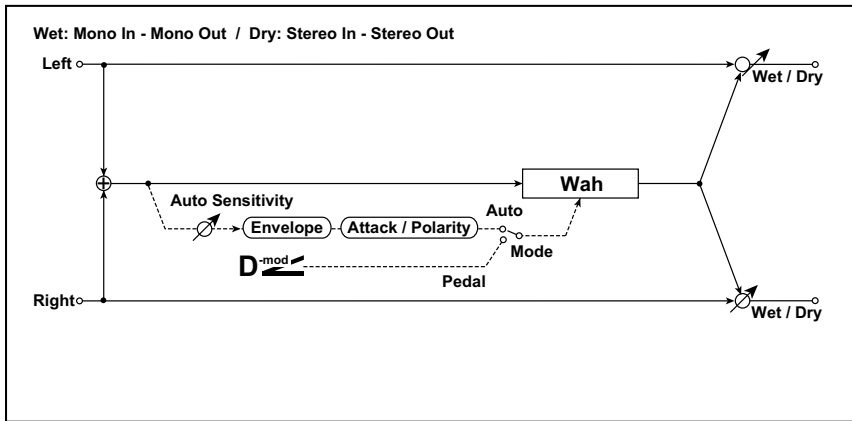 Wet: Mono In - Mono Out / Dry: Stereo In - Stereo Out
Left
Wet / Dry
+
Wah
Auto Sensitivity
Envelope
Attack / Polarity
Auto
Mode
D-mod
Pedal
Right
Wet / Dry